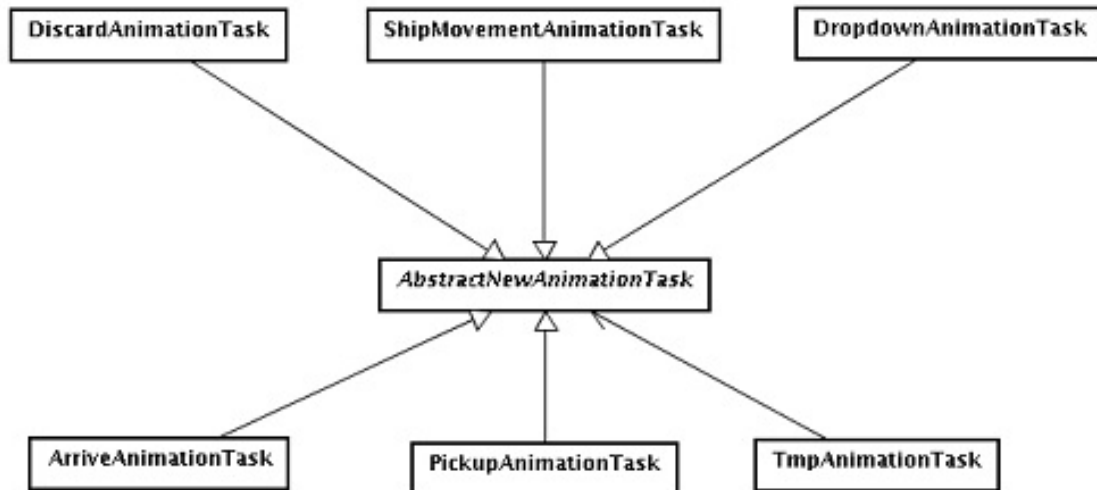 DiscardAnimationTask
ShipMovementAnimationTask
DropdownAnimationTask
AbstractNewAnimationTask
ArriveAnimationTask
PickupAnimationTask
TmpAnimationTask